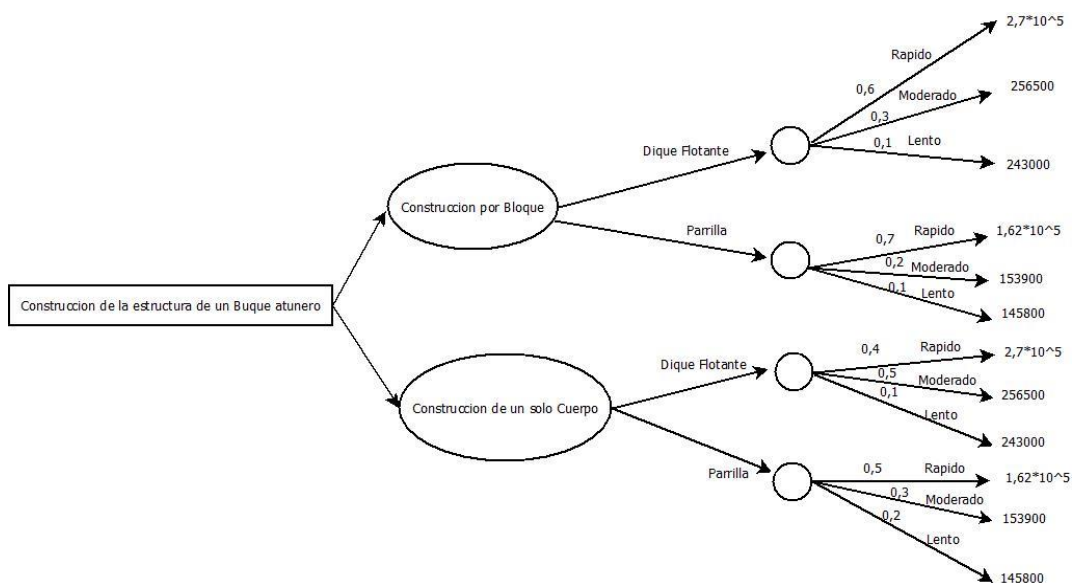 2,7*10^5
Rapido
0,6
Moderado
256500
0,3
0,1
Lento
243000
Dique Flotante
Construccion por Bloque
Parrilla
0,7
Rapido
1,62*10^5
0,2
Moderado
153900
0,1
Lento
145800
Construccion de la estructura de un Buque atunero
Dique Flotante
0,4
Rapido
2,7*10^5
0,5
Moderado
256500
0,1
Lento
243000
Construccion de un solo Cuerpo
Parrilla
0,5
Rapido
1,62*10^5
0,3
Moderado
153900
0,2
Lento
145800